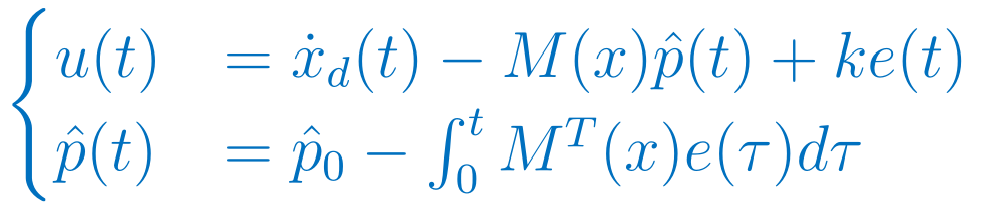 u(t) = ẋ_d(t) − M(x)p̂(t) + ke(t)
p̂(t) = p̂_0 − ∫_0^t M^T(x)e(τ)dτ